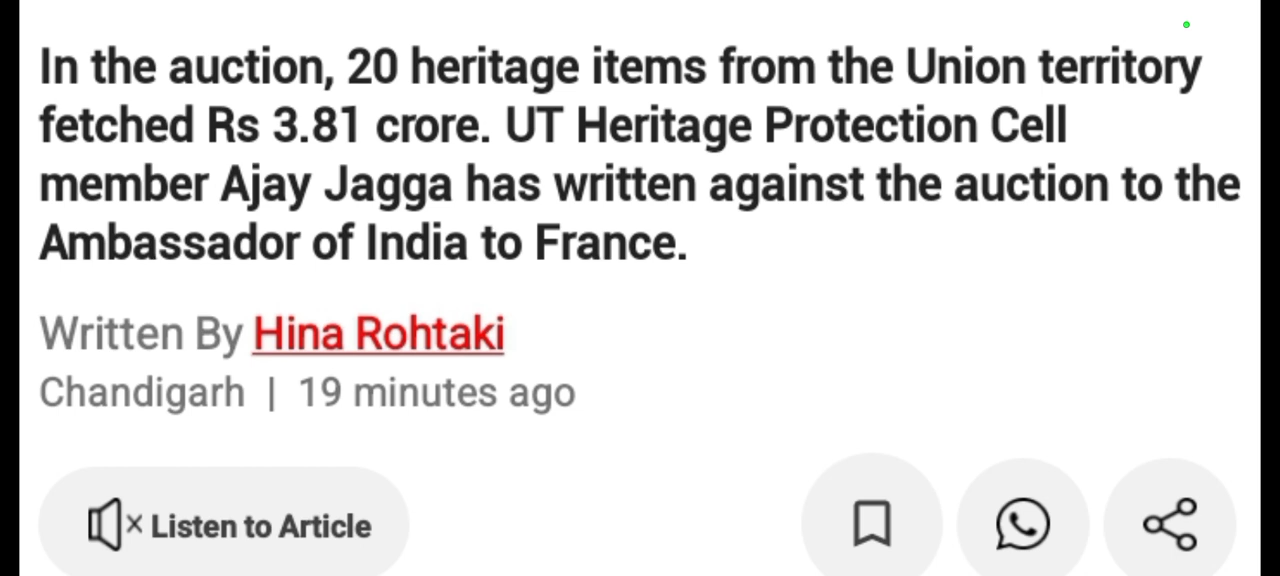 In the auction, 20 heritage items from the Union territory
fetched Rs 3.81 crore. UT Heritage Protection Cell
member Ajay Jagga has written against the auction to the
Ambassador of India to France.
Written By Hina Rohtaki
Chandigarh | 19 minutes ago
Listen to Article